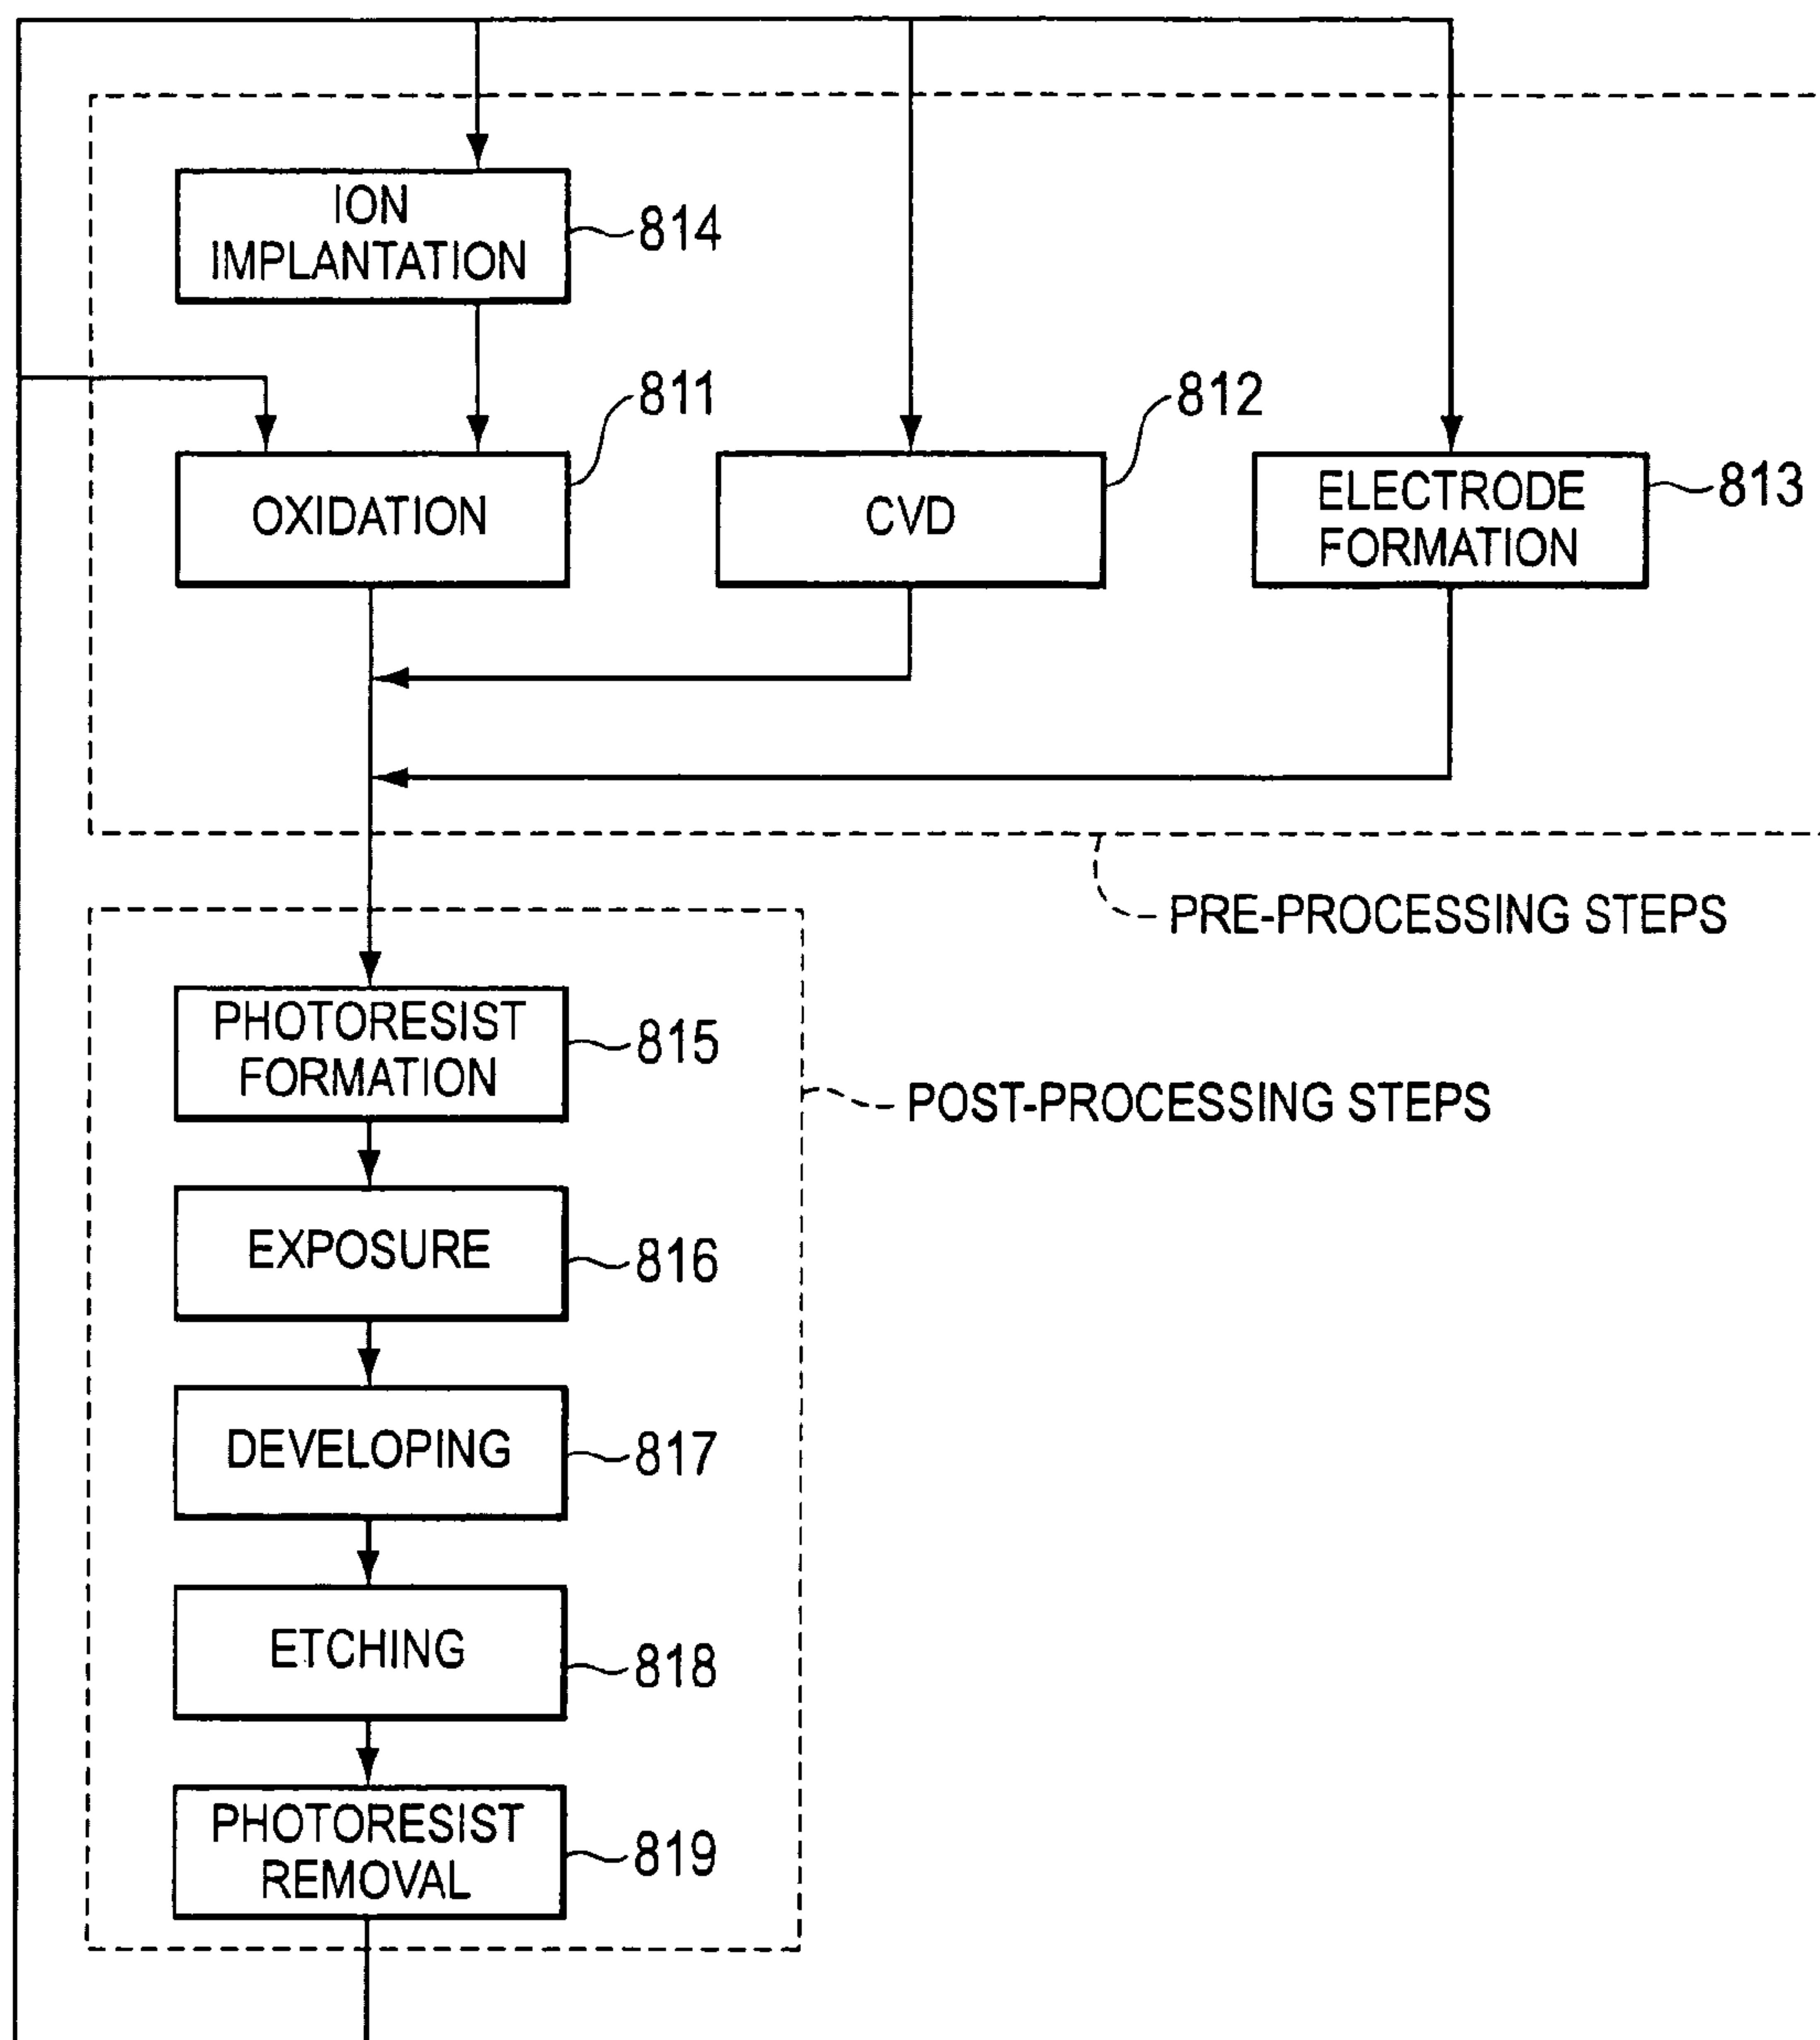 ION
IMPLANTATION
814
811
812
OXIDATION
CVD
ELECTRODE
FORMATION
813
PRE-PROCESSING STEPS
PHOTORESIST
FORMATION
815
POST-PROCESSING STEPS
EXPOSURE
816
DEVELOPING
817
ETCHING
818
PHOTORESIST
REMOVAL
819